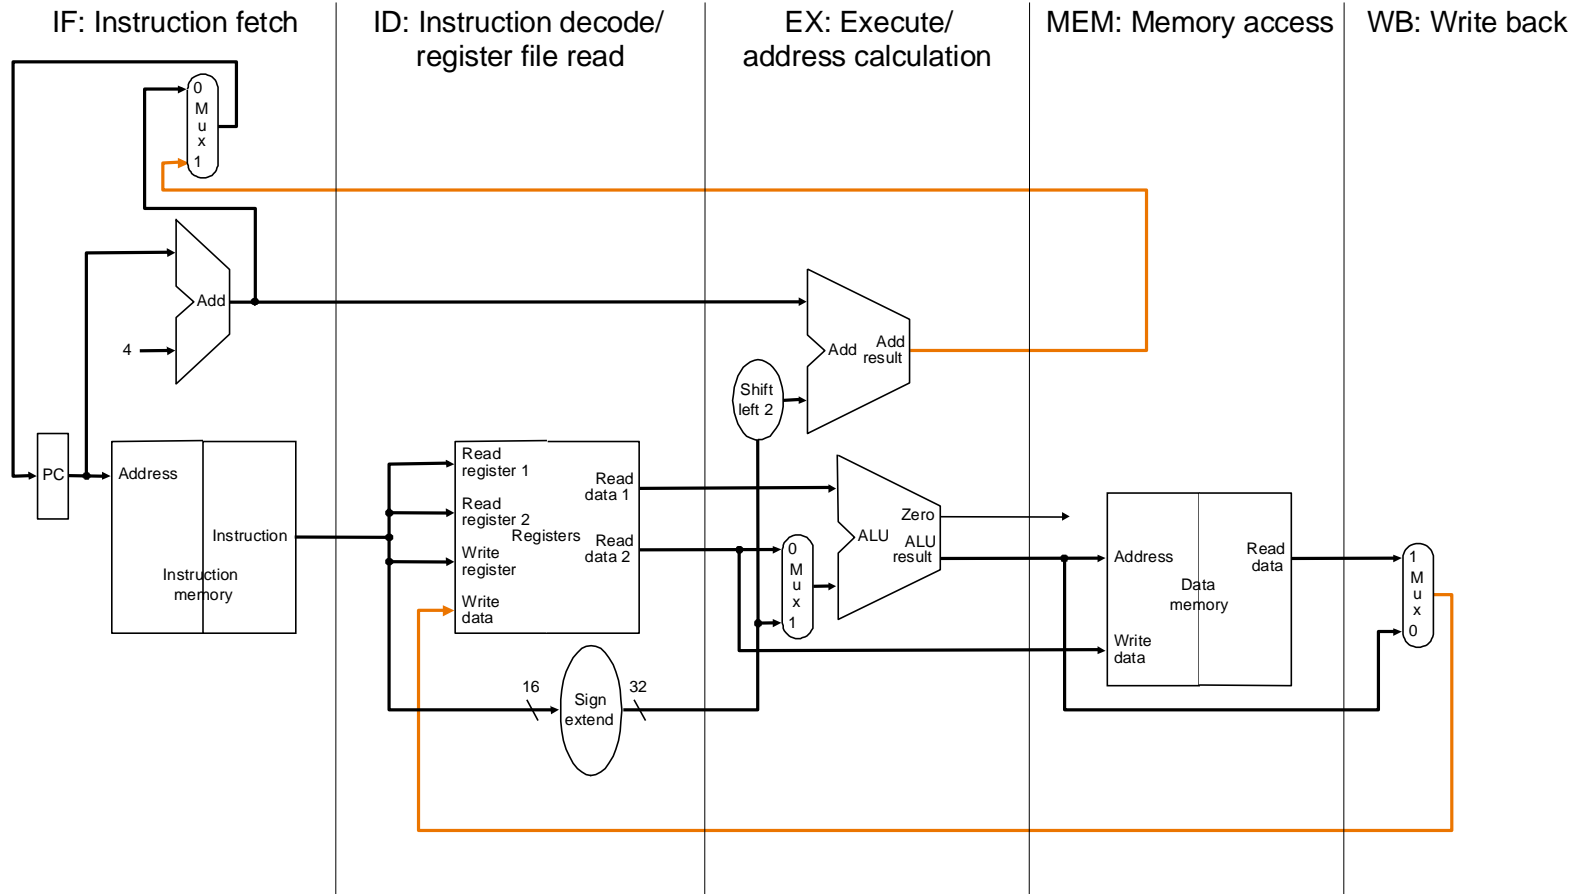 IF: Instruction fetch
ID: Instruction decode/
register file read
EX: Execute/
address calculation
MEM: Memory access
WB: Write back
0
M
u
x
1
Add
4
PC
Address
Instruction
Instruction
memory
Read
register 1
Read
register 2
Registers
Write
register
Write
data
Read
data 1
Read
data 2
16
Sign
extend
32
Shift
left 2
Add
Add
result
0
M
u
x
1
Zero
ALU
ALU
result
Address
Data
memory
Write
data
Read
data
1
M
u
x
0